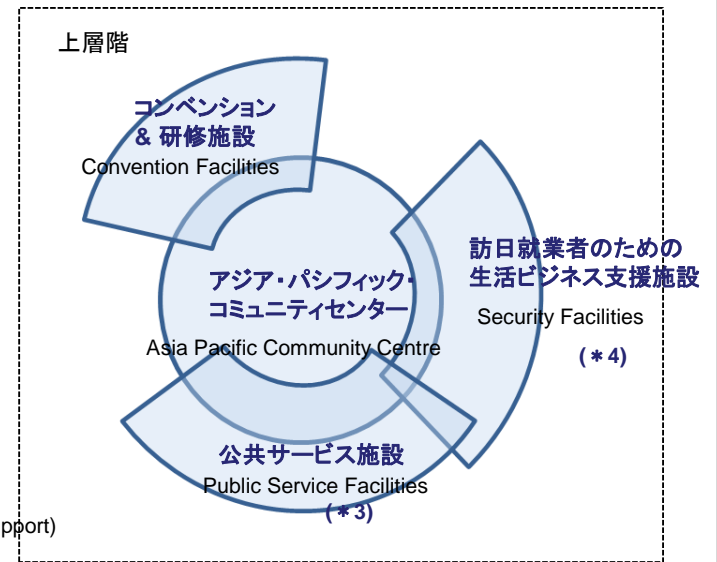 上層階
コンベンション
& 研修施設
Convention Facilities
訪日就業者のための
生活ビジネス支援施設
Security Facilities
(＊4)
アジア・パシフィック・
コミュニティセンター
Asia Pacific Community Centre
公共サービス施設
Public Service Facilities
(＊3)
pport)